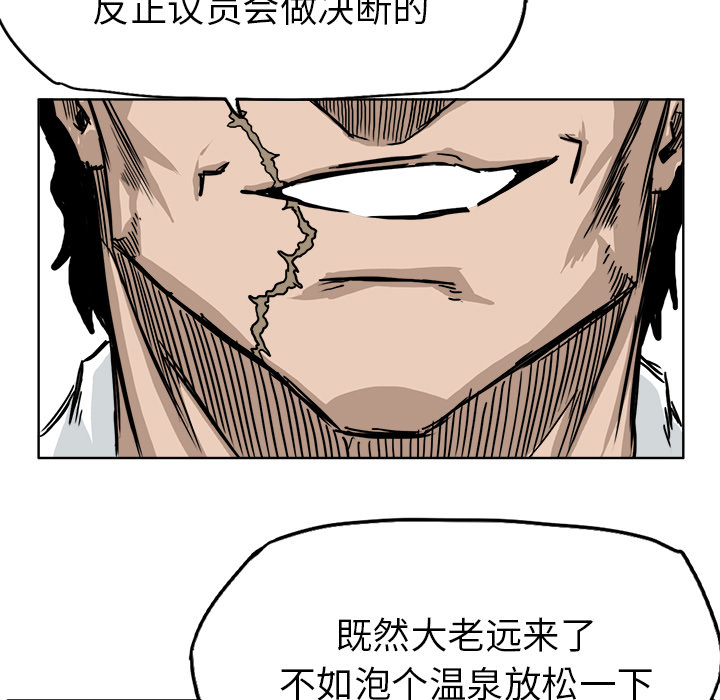 反正议员会做决断的
既然大老远来了
不如泡个温泉放松一下